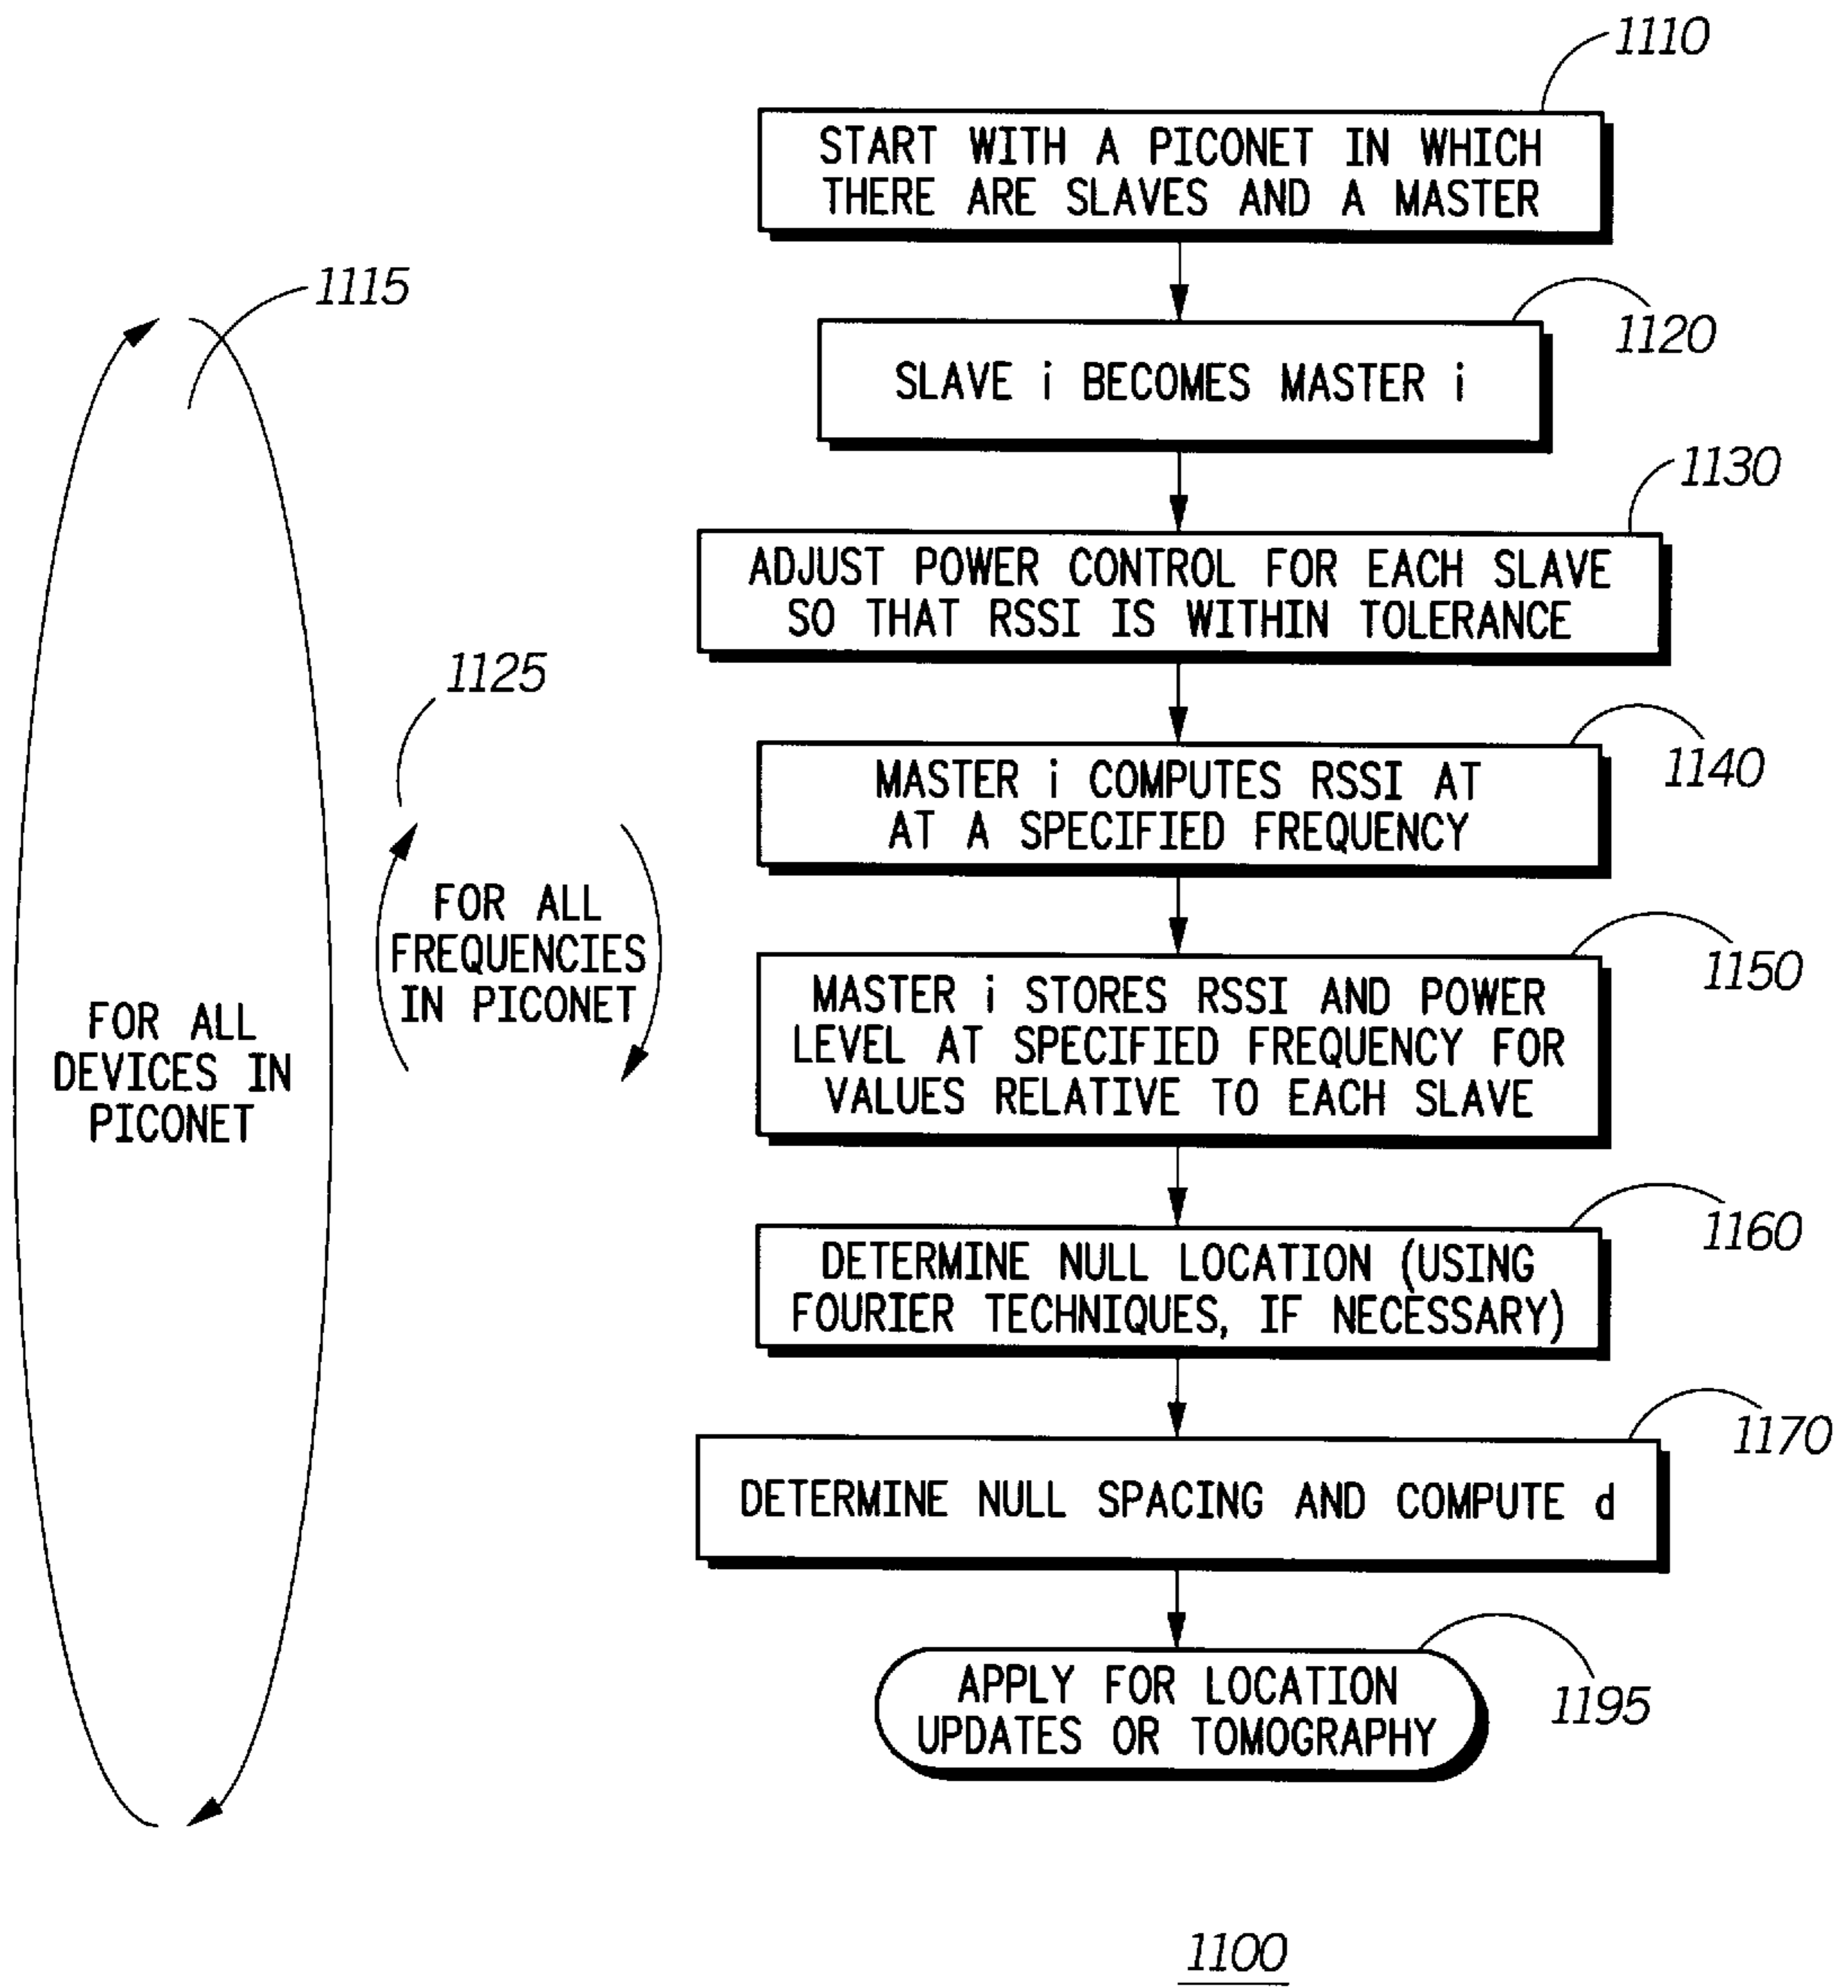 1110
START WITH A PICONET IN WHICH
THERE ARE SLAVES AND A MASTER
1115
1120
SLAVE i BECOMES MASTER i
1130
ADJUST POWER CONTROL FOR EACH SLAVE
SO THAT RSSI IS WITHIN TOLERANCE
1125
1140
MASTER i COMPUTES RSSI AT
AT A SPECIFIED FREQUENCY
FOR ALL
FREQUENCIES
IN PICONET
1150
MASTER i STORES RSSI AND POWER
LEVEL AT SPECIFIED FREQUENCY FOR
VALUES RELATIVE TO EACH SLAVE
FOR ALL
DEVICES IN
PICONET
1160
DETERMINE NULL LOCATION (USING
FOURIER TECHNIQUES, IF NECESSARY)
1170
DETERMINE NULL SPACING AND COMPUTE d
1195
APPLY FOR LOCATION
UPDATES OR TOMOGRAPHY
1100